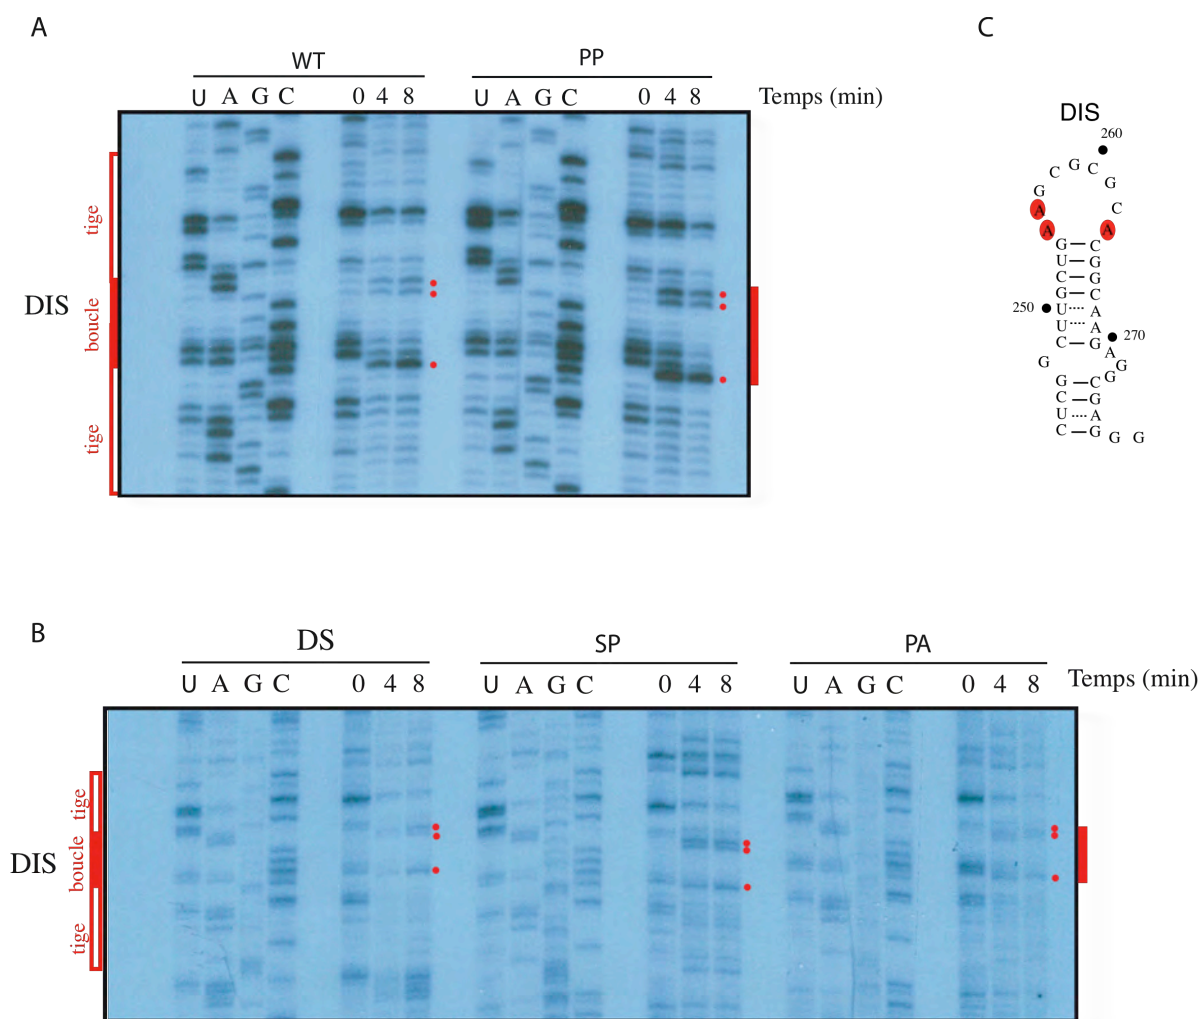 A
C
WT
PP
U A G C 0 4 8 U A G C 0 4 8 Temps (min)
DIS
tige
boucle
tige
DIS
260
C G C
G G
A C
A A
G C
U G
C G
G C
250 U A
U A
C G 270
A
G G
G
C C
C G
U A
C G G G
B
DS
SP
PA
U A G C 0 4 8 U A G C 0 4 8 U A G C 0 4 8 Temps (min)
DIS
tige
boucle
tige